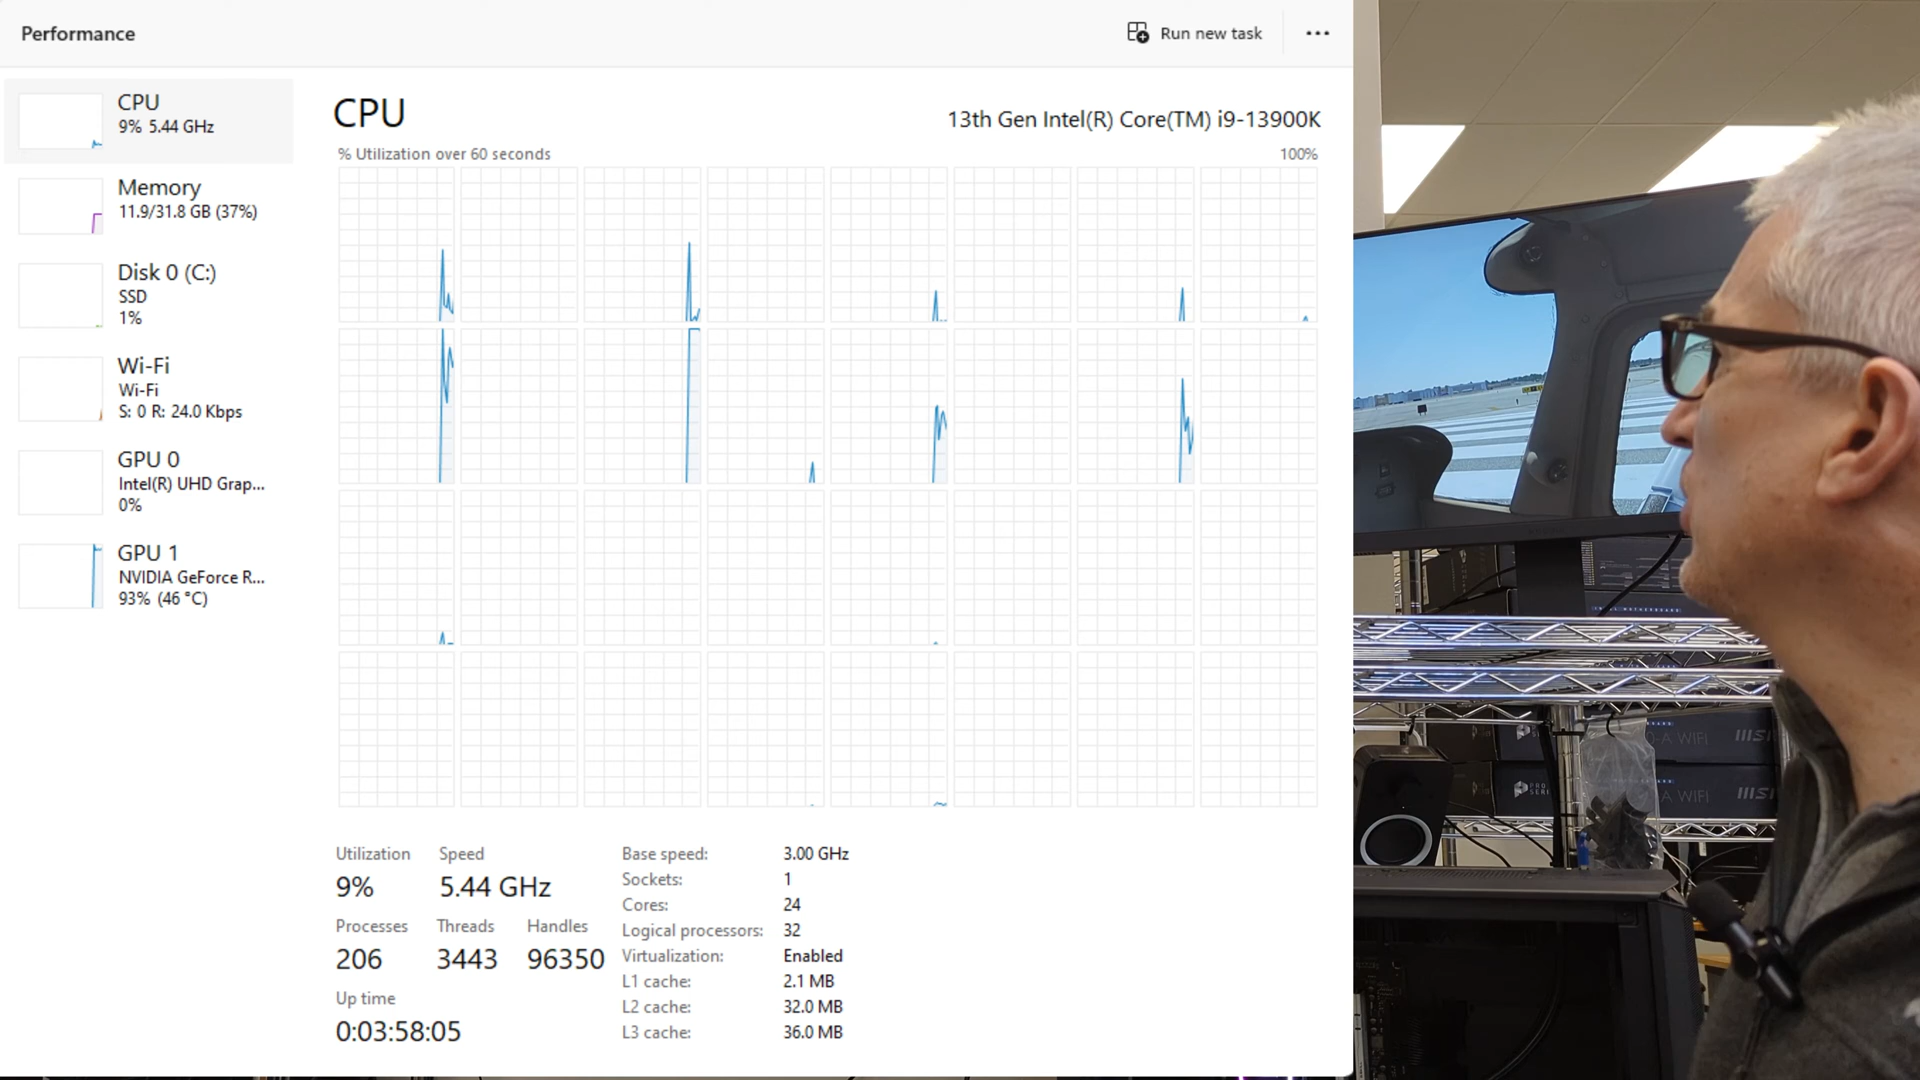 Performance
Run new task
CPU
9% 5.44 GHz
Memory
11.9/31.8 GB (37%)
Disk 0 (C:)
SSD
1%
Wi-Fi
Wi-Fi
S: 0 R: 24.0 Kbps
GPU 0
Intel(R) UHD Grap...
0%
GPU 1
NVIDIA GeForce R...
93% (46 °C)
CPU
13th Gen Intel(R) Core(TM) i9-13900K
% Utilization over 60 seconds
100%
Utilization
9%
Speed
5.44 GHz
Processes
206
Threads
3443
Handles
96350
Up time
0:03:58:05
Base speed: 3.00 GHz
Sockets: 1
Cores: 24
Logical processors: 32
Virtualization: Enabled
L1 cache: 2.1 MB
L2 cache: 32.0 MB
L3 cache: 36.0 MB
-A WIFI
A WIFI